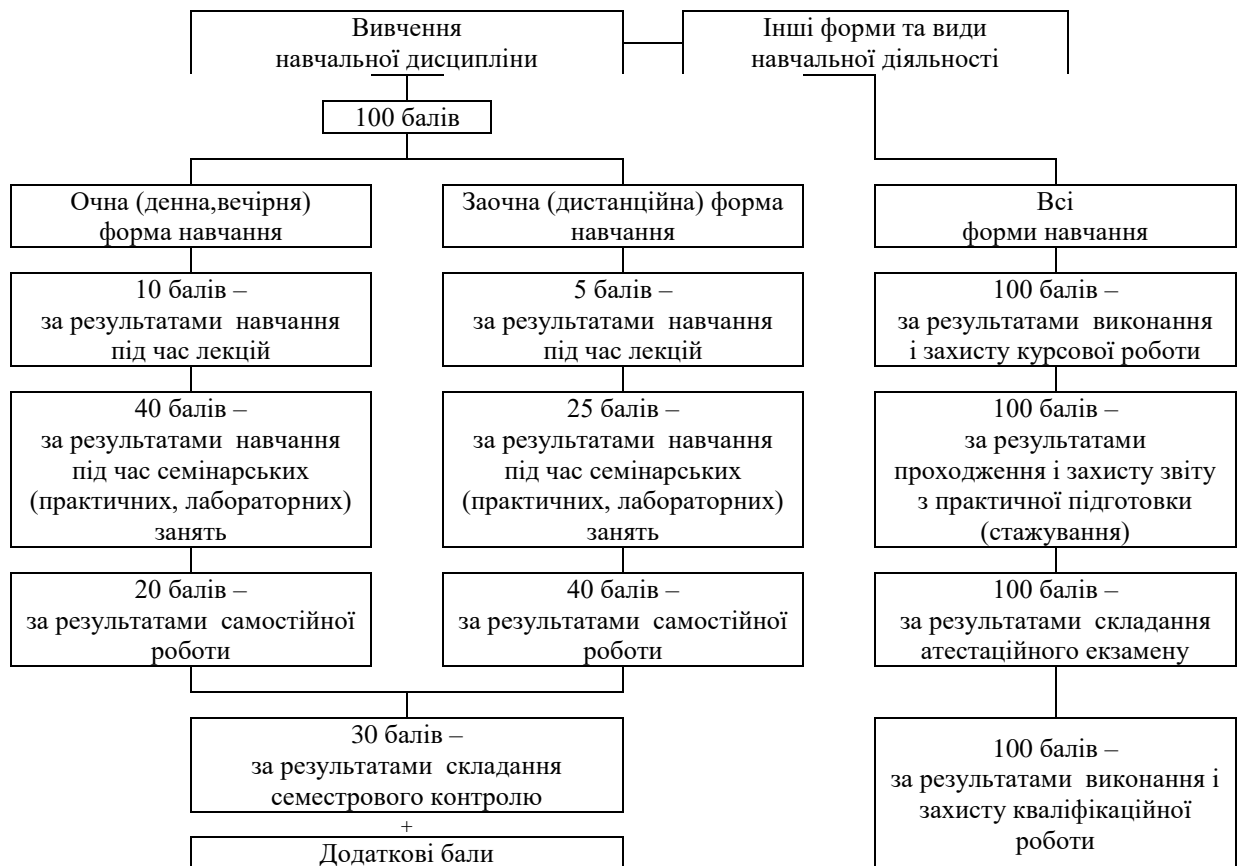 Вивчення
навчальної дисципліни
Інші форми та види
навчальної діяльності
100 балів
Очна (денна,вечірня)
форма навчання
Заочна (дистанційна) форма
навчання
Всі
форми навчання
10 балів –
за результатами навчання
під час лекцій
5 балів –
за результатами навчання
під час лекцій
100 балів –
за результатами виконання
і захисту курсової роботи
40 балів –
за результатами навчання
під час семінарських
(практичних, лабораторних)
занять
25 балів –
за результатами навчання
під час семінарських
(практичних, лабораторних)
занять
100 балів –
за результатами
проходження і захисту звіту
з практичної підготовки
(стажування)
20 балів –
за результатами самостійної
роботи
40 балів –
за результатами самостійної
роботи
100 балів –
за результатами складання
атестаційного екзамену
30 балів –
за результатами складання
семестрового контролю
+
Додаткові бали
100 балів –
за результатами виконання і
захисту кваліфікаційної
роботи